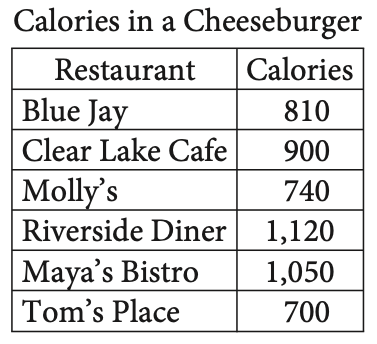 Calories in a Cheeseburger
Restaurant Calories
Blue Jay 810
Clear Lake Cafe 900
Molly's 740
Riverside Diner 1,120
Maya's Bistro 1,050
Tom's Place 700